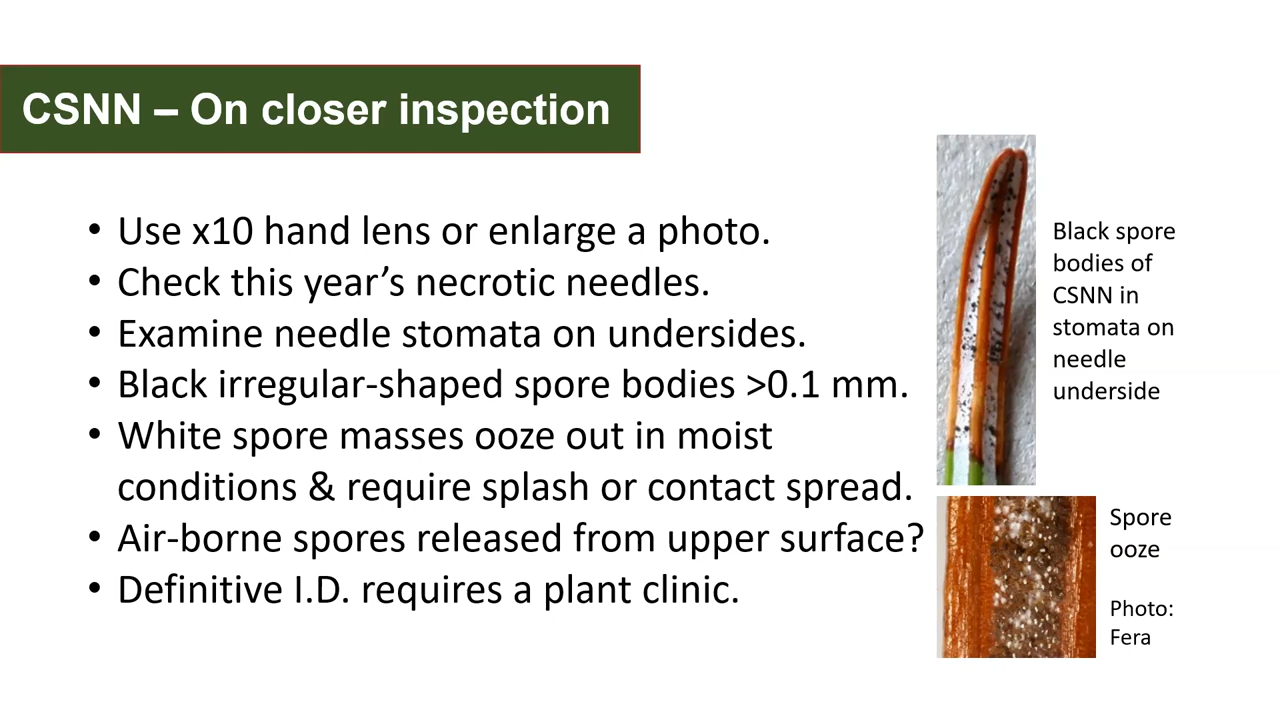 CSNN – On closer inspection
• Use x10 hand lens or enlarge a photo.
• Check this year’s necrotic needles.
• Examine needle stomata on undersides.
• Black irregular-shaped spore bodies >0.1 mm.
• White spore masses ooze out in moist
conditions & require splash or contact spread.
• Air-borne spores released from upper surface?
• Definitive I.D. requires a plant clinic.
Black spore
bodies of
CSNN in
stomata on
needle
underside
Spore
ooze
Photo:
Fera